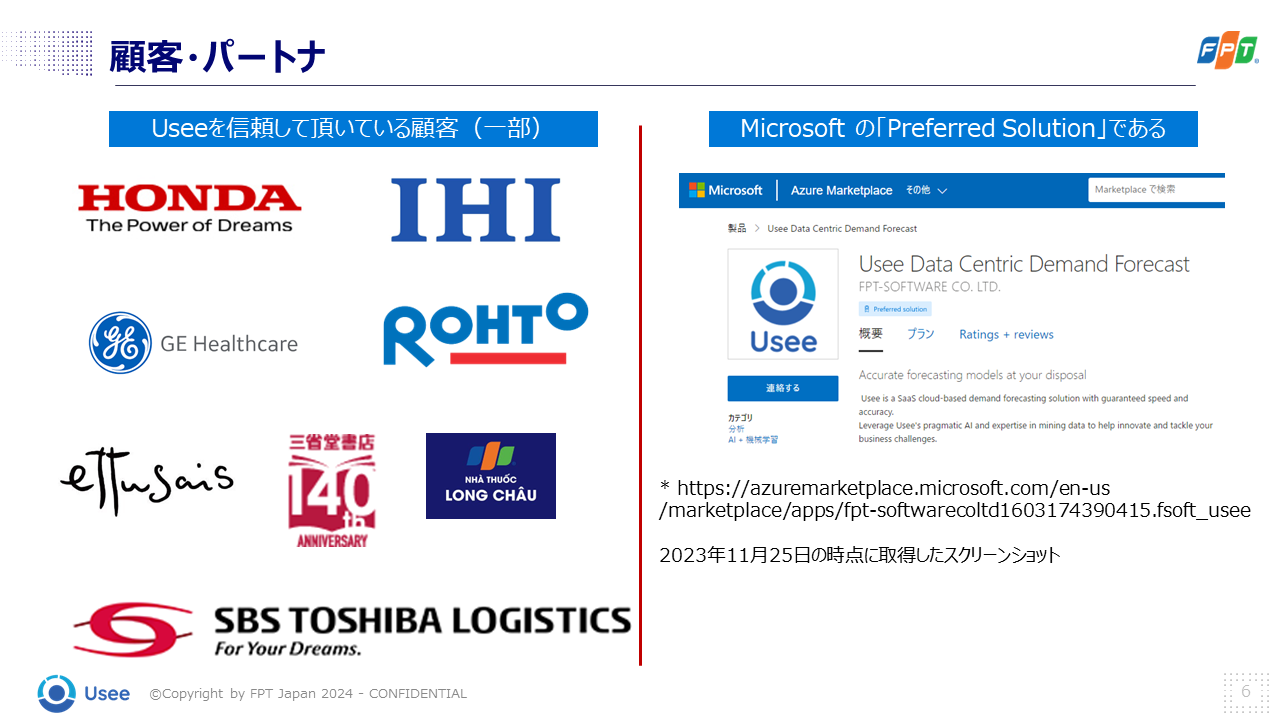 顧客・パートナ
FPT
Useeを信頼して頂いている顧客（一部）
HONDA
The Power of Dreams
IHI
GE Healthcare
ROHTO
ettusais
三省堂書店
140th
ANNIVERSARY
NHÀ THUỐC
LONG CHÂU
SBS TOSHIBA LOGISTICS
For Your Dreams.
Microsoft の「Preferred Solution」である
Microsoft Azure Marketplace その他 Marketplace で検索
製品 > Usee Data Centric Demand Forecast
Usee
Usee Data Centric Demand Forecast
FPT-SOFTWARE CO. LTD.
Preferred solution
概要 プラン Ratings + reviews
連絡する
カテゴリ
分析
AI + 機械学習
Accurate forecasting models at your disposal
Usee is a SaaS cloud-based demand forecasting solution with guaranteed speed and
accuracy.
Leverage Usee's pragmatic AI and expertise in mining data to help innovate and tackle your
business challenges.
* https://azuremarketplace.microsoft.com/en-us
/marketplace/apps/fpt-softwarecoltd1603174390415.fsoft_usee
2023年11月25日の時点に取得したスクリーンショット
Usee ©Copyright by FPT Japan 2024 - CONFIDENTIAL
6